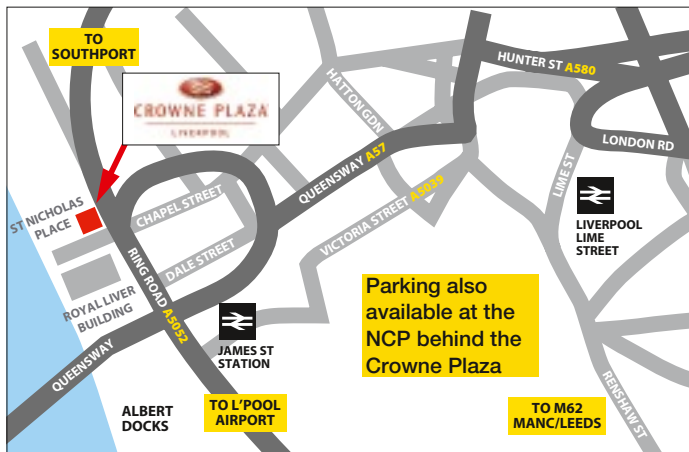 TO
SOUTHPORT
CROWNE PLAZA
LIVERPOOL
HUNTER ST A580
HATTON GDN
LONDON RD
QUEENSWAY A57
LIME ST
VICTORIA STREET A5039
ST NICHOLAS
PLACE
CHAPEL STREET
LIVERPOOL
LIME
STREET
DALE STREET
RING ROAD A5052
ROYAL LIVER
BUILDING
Parking also
available at the
NCP behind the
Crowne Plaza
JAMES ST
STATION
QUEENSWAY
RENSHAW ST
ALBERT
DOCKS
TO L'POOL
AIRPORT
TO M62
MANC/LEEDS